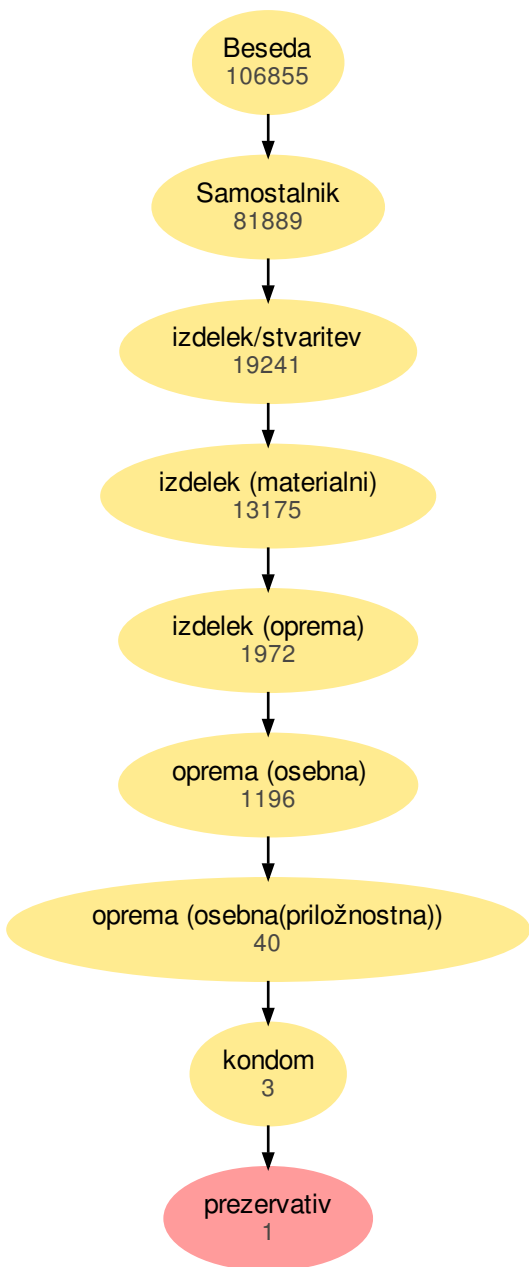 Beseda
106855
Samostalnik
81889
izdelek/stvaritev
19241
izdelek (materialni)
13175
izdelek (oprema)
1972
oprema (osebna)
1196
oprema (osebna(priložnostna))
40
kondom
3
prezervativ
1